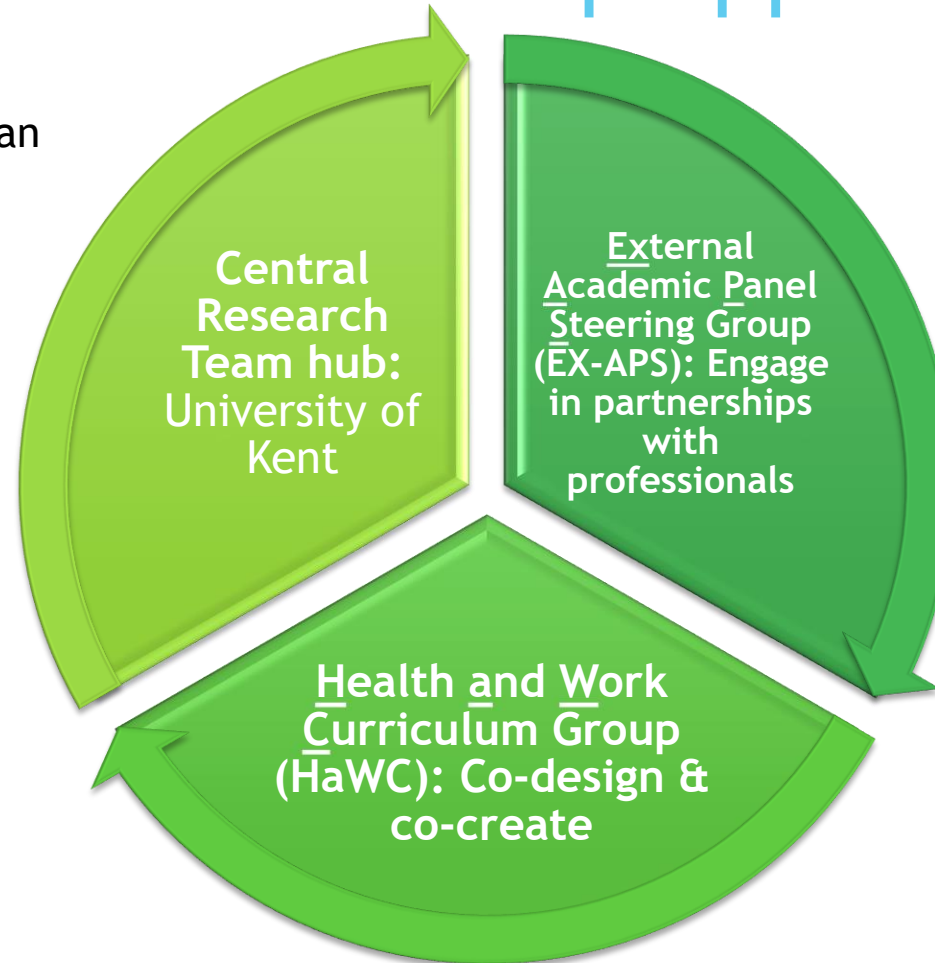 an
Central
Research
Team hub:
University of
Kent
External
Academic Panel
Steering Group
(EX-APS): Engage
in partnerships
with
professionals
Health and Work
Curriculum Group
(HaWC): Co-design &
co-create